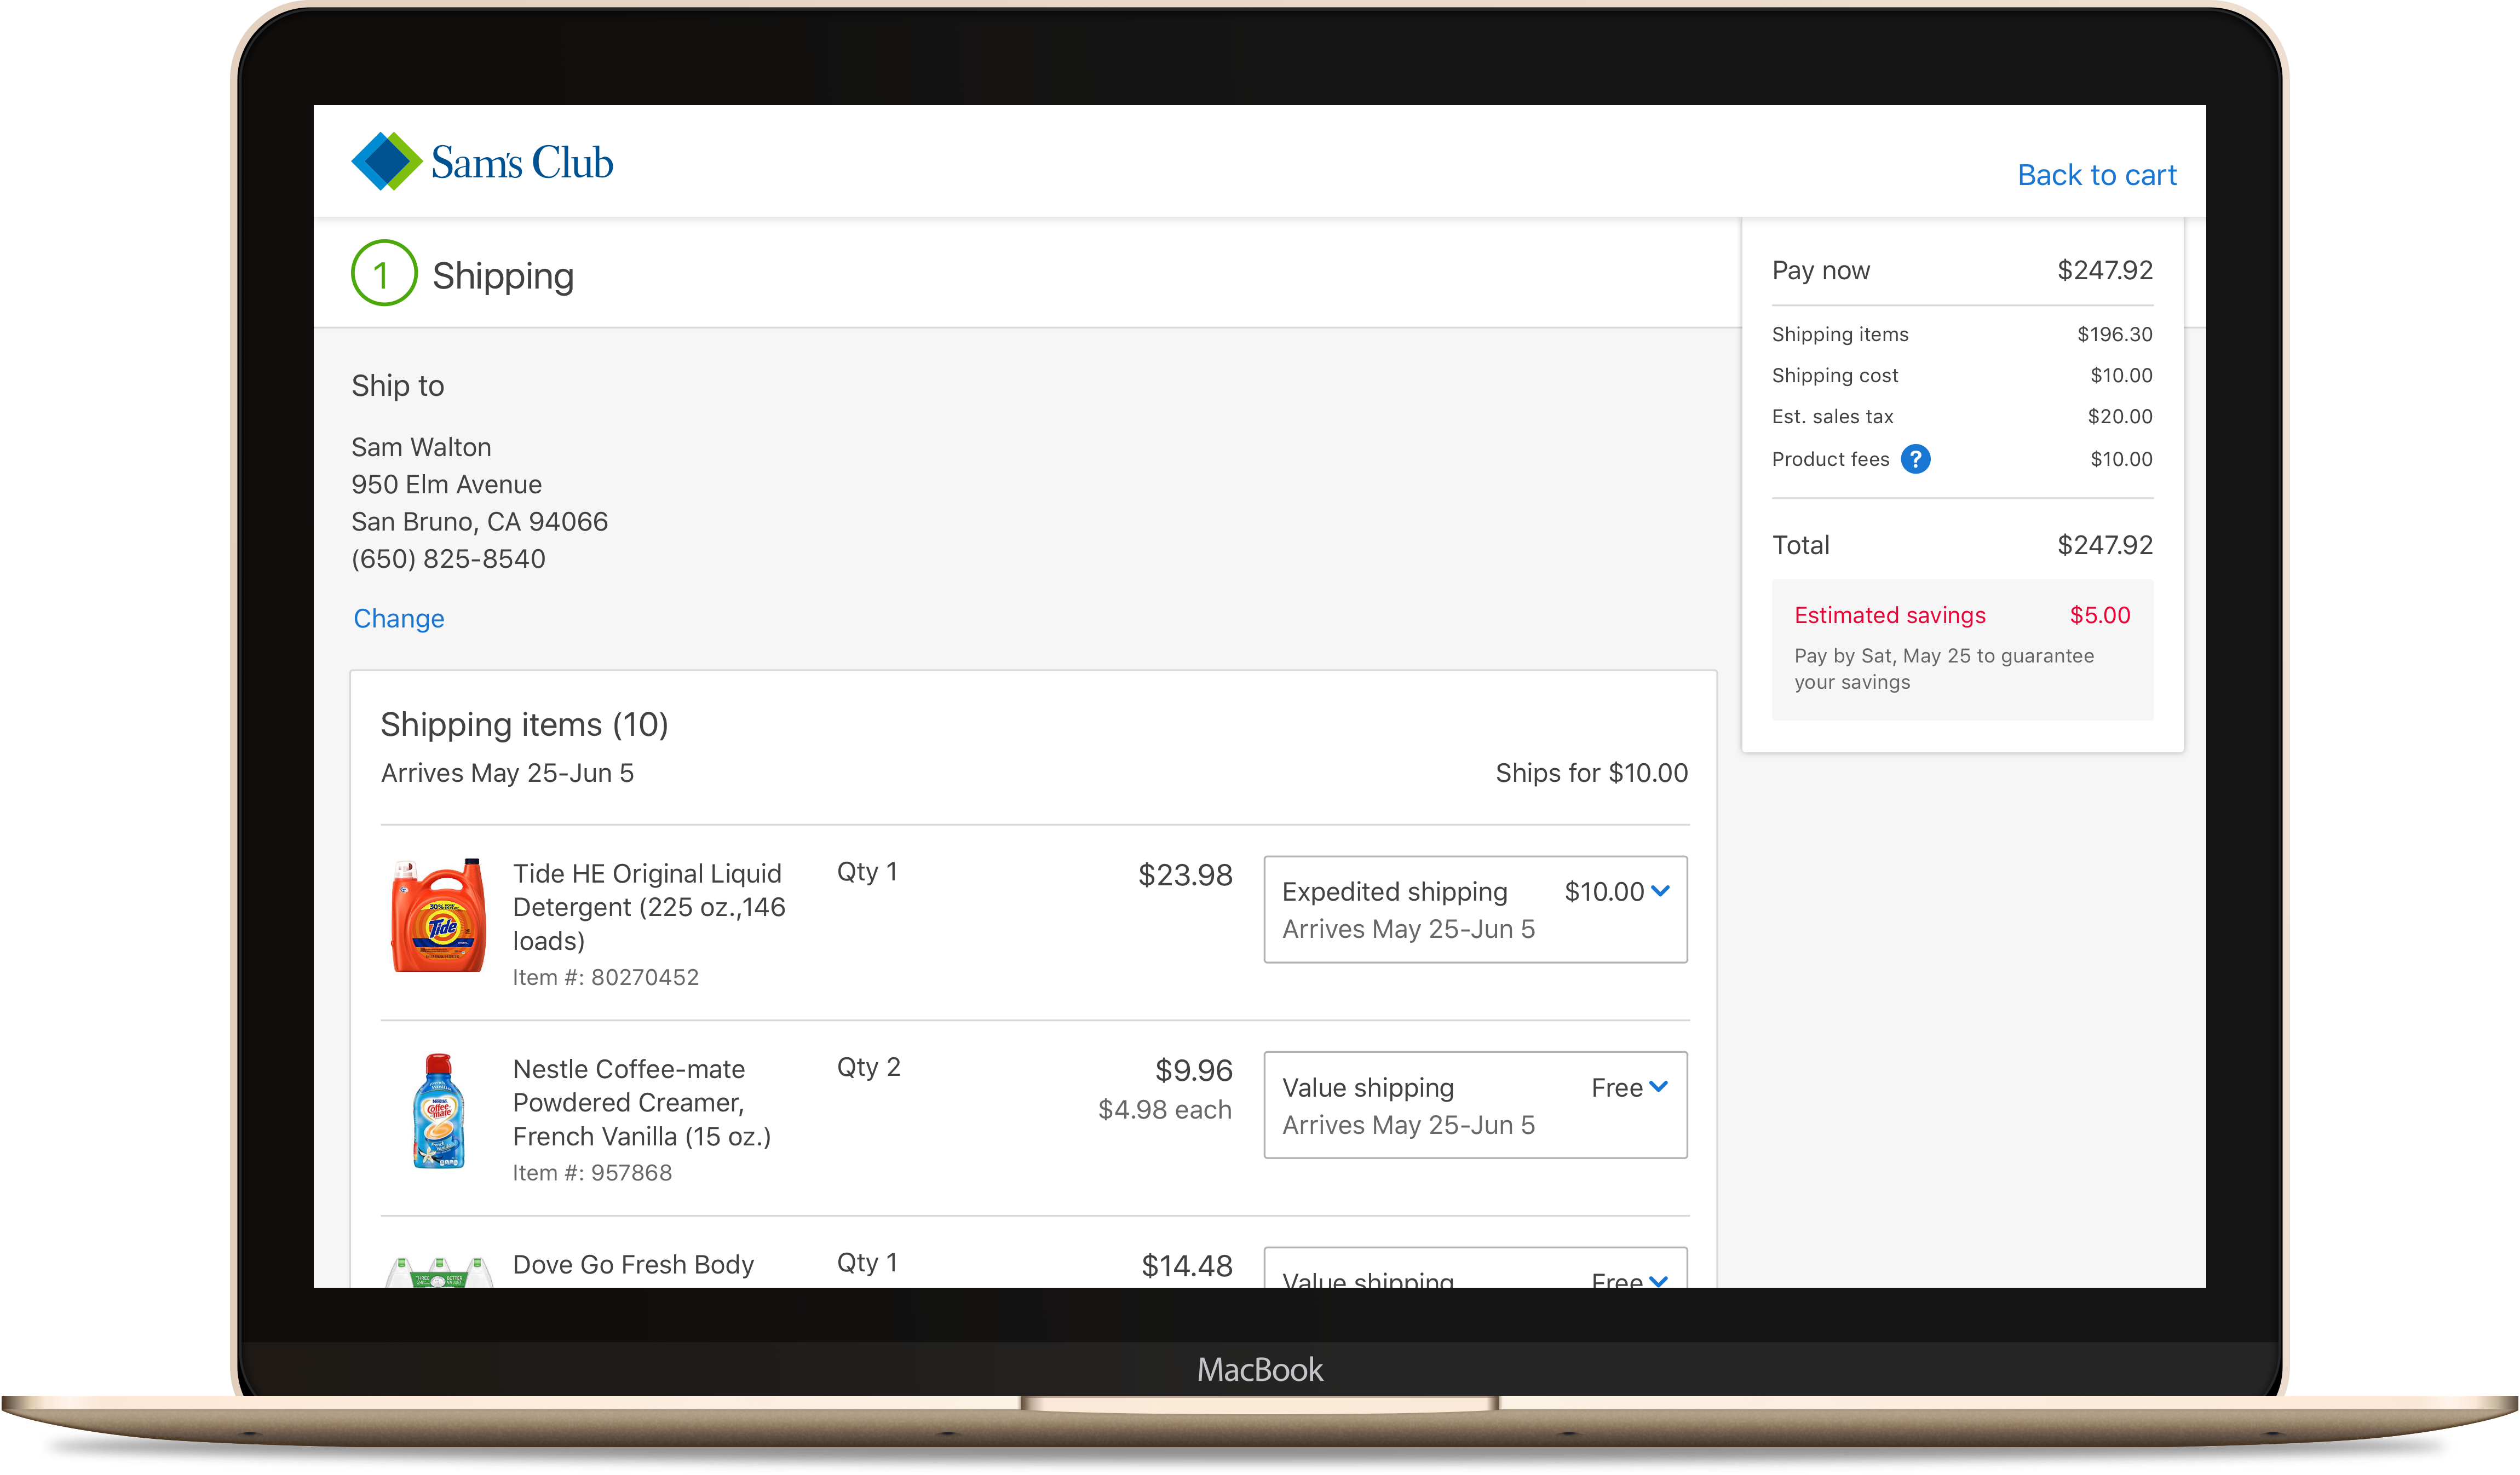 Sam's Club
Back to cart
1 Shipping
Ship to
Sam Walton
950 Elm Avenue
San Bruno, CA 94066
(650) 825-8540
Change
Shipping items (10)
Arrives May 25-Jun 5
Ships for $10.00
Tide HE Original Liquid
Detergent (225 oz.,146
loads)
Item #: 80270452
Qty 1
$23.98
Expedited shipping $10.00
Arrives May 25-Jun 5
30%
Tide
Nestle Coffee-mate
Powdered Creamer,
French Vanilla (15 oz.)
Item #: 957868
Qty 2
$9.96
$4.98 each
Value shipping Free
Arrives May 25-Jun 5
Coffee-
mate
Dove Go Fresh Body
Qty 1
$14.48
Value shipping Free
Pay now $247.92
Shipping items $196.30
Shipping cost $10.00
Est. sales tax $20.00
Product fees ? $10.00
Total $247.92
Estimated savings $5.00
Pay by Sat, May 25 to guarantee
your savings
MacBook